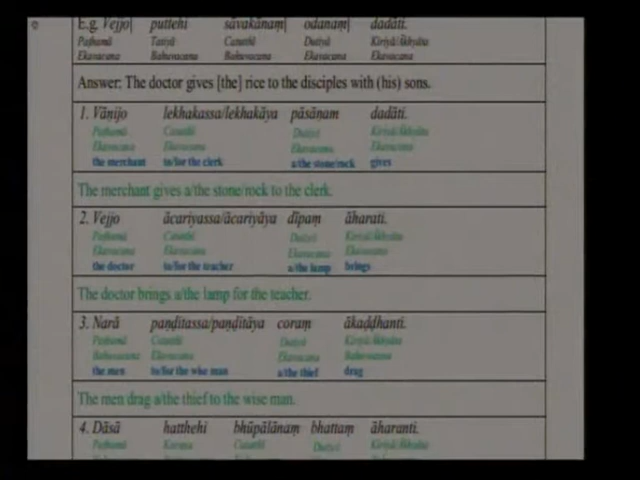 E.g. Vejjo| puttehi sāvakānaṃ| odanaṃ| dadāti.
Paṭhamā Tatiyā Catutthī Dutiyā Kiriyā/Ākhyāta
Ekavacana Bahuvacana Bahuvacana Ekavacana Ekavacana
Answer: The doctor gives [the] rice to the disciples with (his) sons.
1. Vāṇijo lekhakassa/lekhakāya pāsāṇaṃ dadāti.
Paṭhamā Catutthī Dutiyā Kiriyā/Ākhyāta
Ekavacana Ekavacana Ekavacana Ekavacana
the merchant to/for the clerk a/the stone/rock gives
The merchant gives a/the stone/rock to the clerk.
2. Vejjo ācariyassa/ācariyāya dīpaṃ āharati.
Paṭhamā Catutthī Dutiyā Kiriyā/Ākhyāta
Ekavacana Ekavacana Ekavacana Ekavacana
the doctor to/for the teacher a/the lamp brings
The doctor brings a/the lamp for the teacher.
3. Narā paṇḍitassa/paṇḍitāya coraṃ ākaḍḍhanti.
Paṭhamā Catutthī Dutiyā Kiriyā/Ākhyāta
Bahuvacana Ekavacana Ekavacana Bahuvacana
the men to/for the wise man a/the thief drag
The men drag a/the thief to the wise man.
4. Dāsā hatthehi bhūpālānaṃ bhattaṃ āharanti.
Paṭhamā Karaṇa Catutthī Dutiyā Kiriyā/Ākhyāta